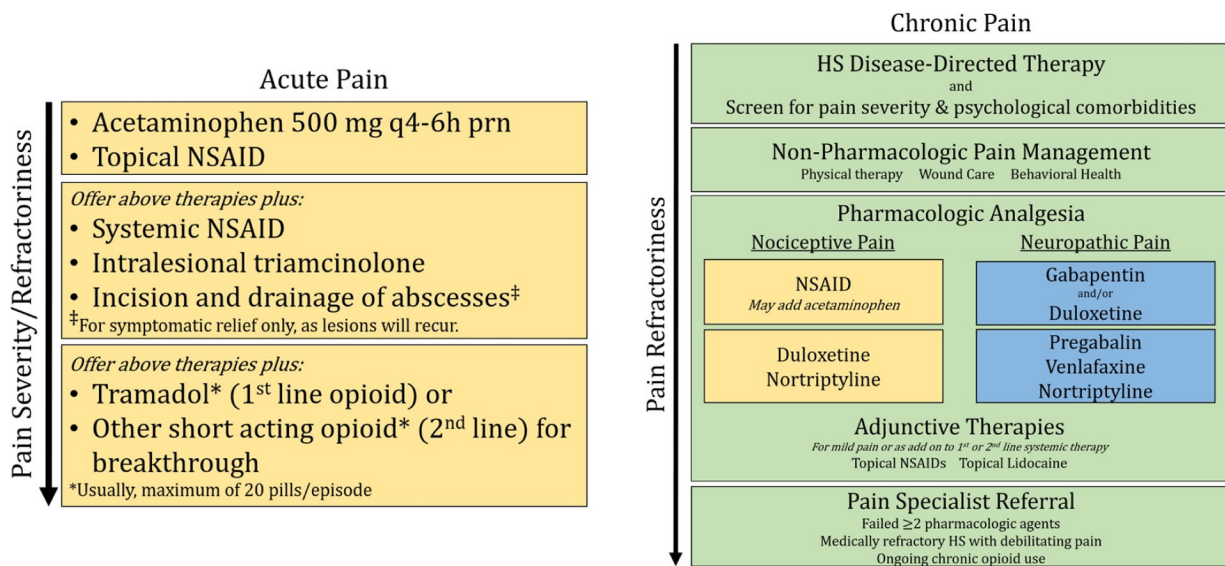 Acute Pain
Pain Severity/Refractoriness
• Acetaminophen 500 mg q4-6h prn
• Topical NSAID
Offer above therapies plus:
• Systemic NSAID
• Intralesional triamcinolone
• Incision and drainage of abscesses‡
‡For symptomatic relief only, as lesions will recur.
Offer above therapies plus:
• Tramadol* (1st line opioid) or
• Other short acting opioid* (2nd line) for
breakthrough
*Usually, maximum of 20 pills/episode
Chronic Pain
Pain Refractoriness
HS Disease-Directed Therapy
and
Screen for pain severity & psychological comorbidities
Non-Pharmacologic Pain Management
Physical therapy Wound Care Behavioral Health
Pharmacologic Analgesia
Nociceptive Pain
NSAID
May add acetaminophen
Duloxetine
Nortriptyline
Neuropathic Pain
Gabapentin
and/or
Duloxetine
Pregabalin
Venlafaxine
Nortriptyline
Adjunctive Therapies
For mild pain or as add on to 1st or 2nd line systemic therapy
Topical NSAIDs Topical Lidocaine
Pain Specialist Referral
Failed ≥2 pharmacologic agents
Medically refractory HS with debilitating pain
Ongoing chronic opioid use